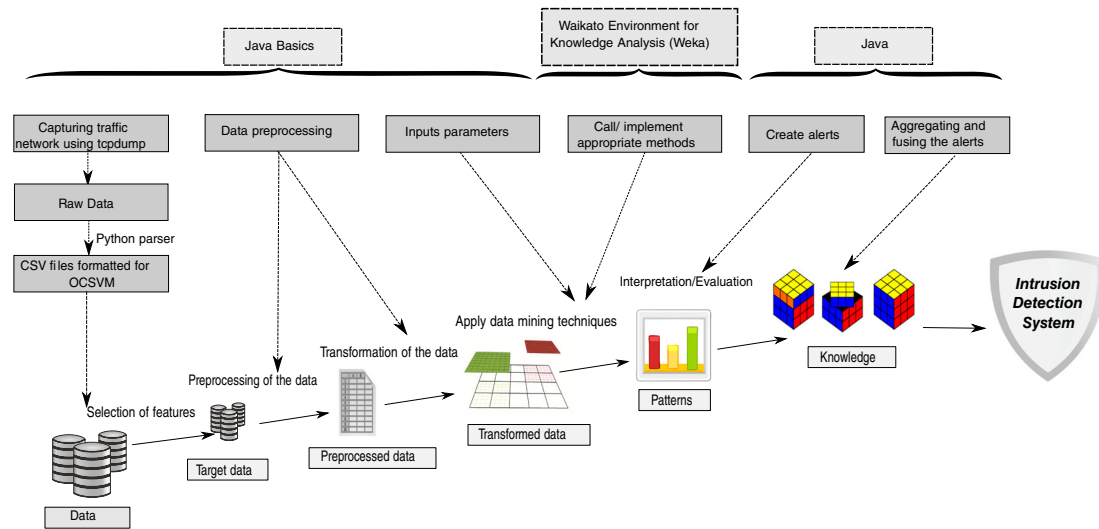 Java Basics
Waikato Environment for
Knowledge Analysis (Weka)
Java
Capturing traffic
network using tcpdump
Data preprocessing
Inputs parameters
Call/ implement
appropriate methods
Create alerts
Aggregating and
fusing the alerts
Raw Data
Python parser
CSV files formatted for
OCSVM
Interpretation/Evaluation
Intrusion
Detection
System
Apply data mining techniques
Transformation of the data
Knowledge
Preprocessing of the data
Patterns
Selection of features
Transformed data
Preprocessed data
Target data
Data